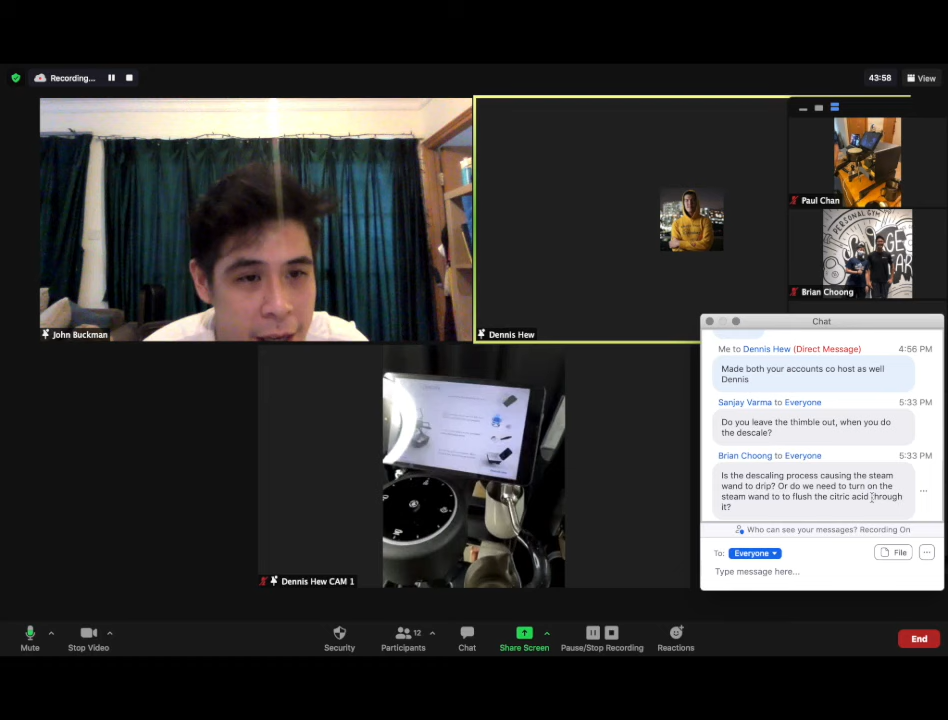 Recording...
43:58
View
John Buckman
Dennis Hew
Paul Chan
PERSONAL GYM
Brian Choong
Dennis Hew CAM 1
Chat
Me to Dennis Hew (Direct Message) 4:56 PM
Made both your accounts co host as well
Dennis
Sanjay Varma to Everyone 5:33 PM
Do you leave the thimble out, when you do
the descale?
Brian Choong to Everyone 5:33 PM
Is the descaling process causing the steam
wand to drip? Or do we need to turn on the
steam wand to to flush the citric acid through
it?
Who can see your messages? Recording On
To: Everyone
File
Type message here...
Mute
Stop Video
Security
12
Participants
Chat
Share Screen
Pause/Stop Recording
Reactions
End